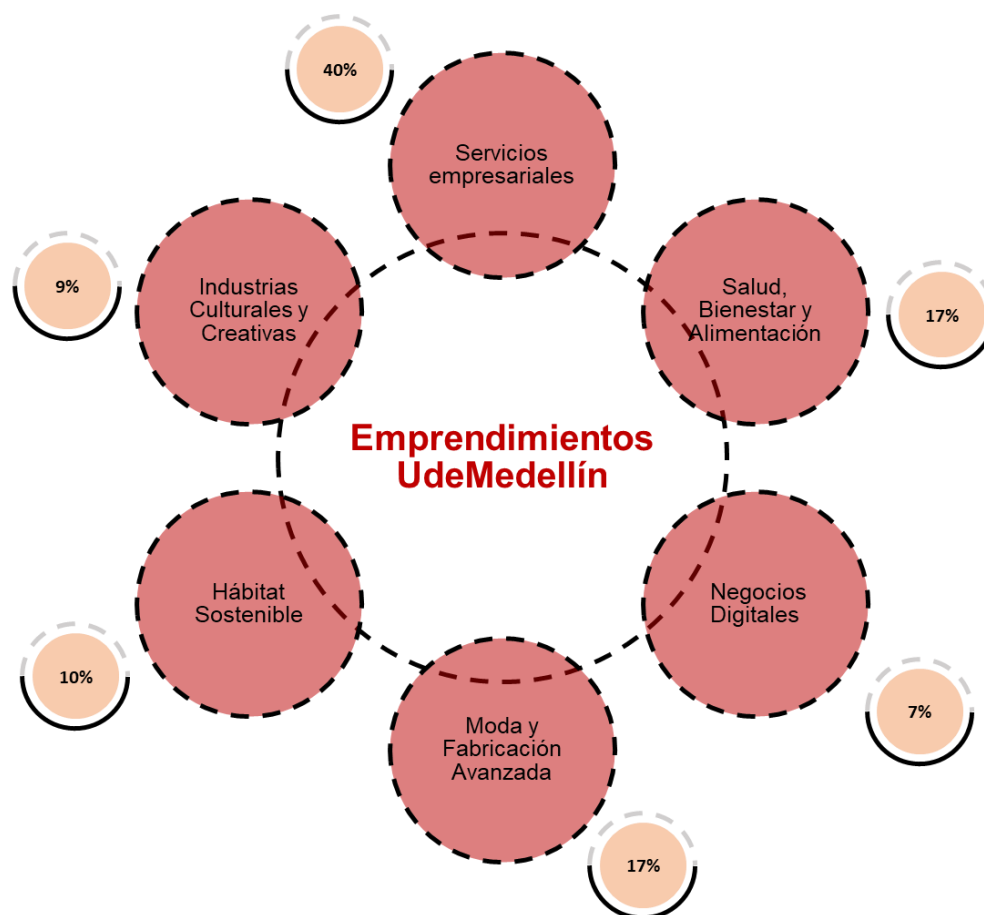 40%
Servicios
empresariales
9%
Industrias
Culturales y
Creativas
Salud,
Bienestar y
Alimentación
17%
Emprendimientos
UdeMedellín
Hábitat
Sostenible
10%
Negocios
Digitales
7%
Moda y
Fabricación
Avanzada
17%